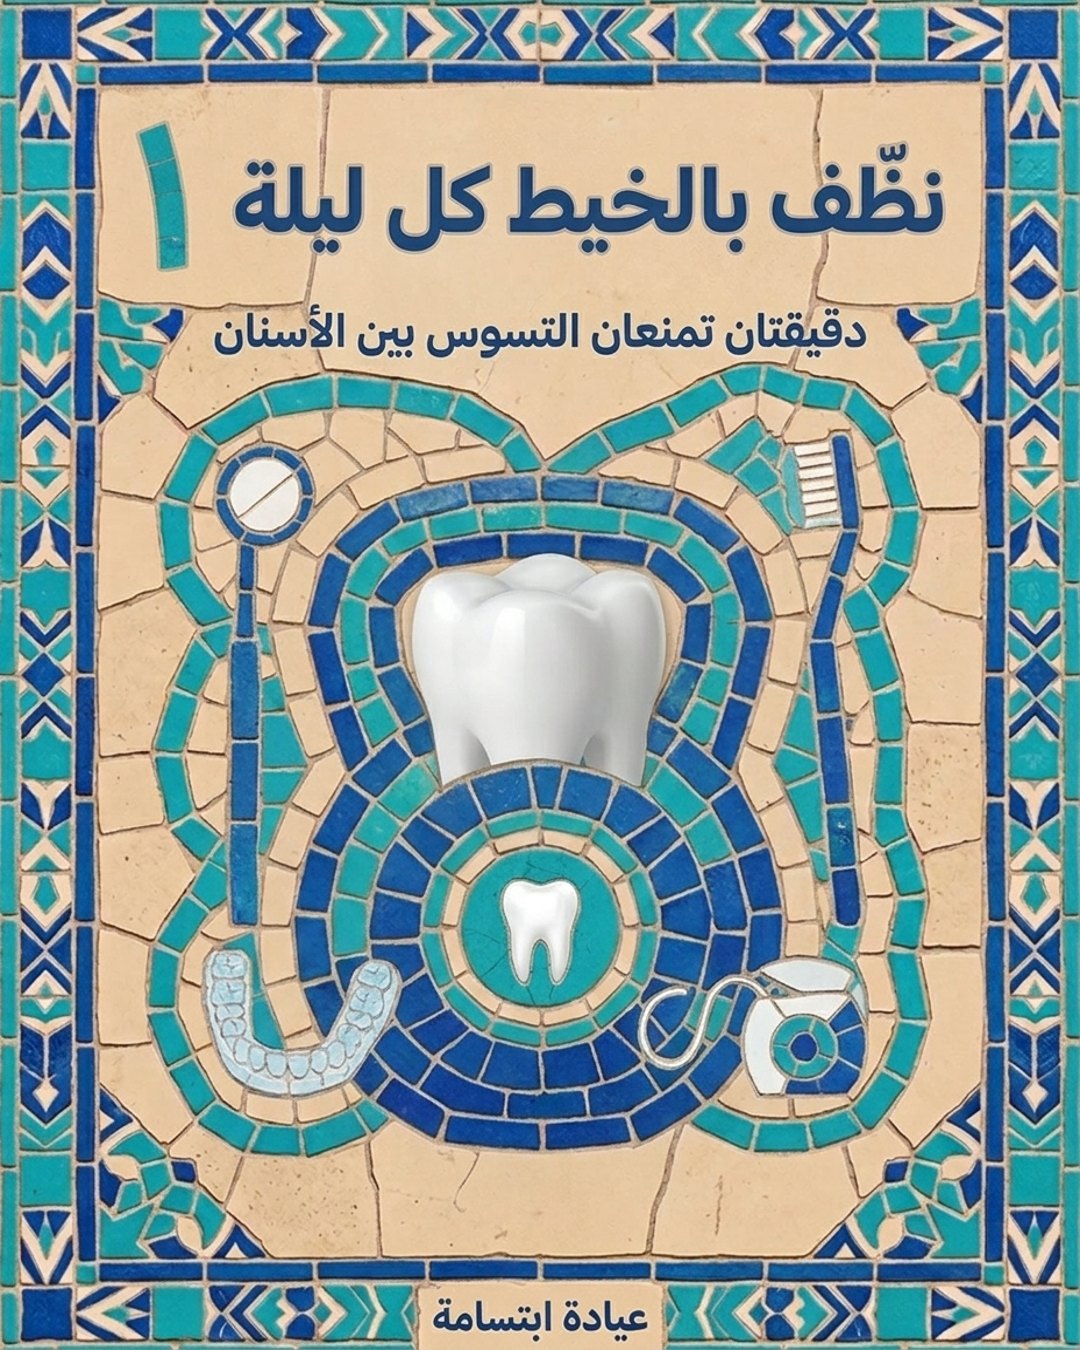 نظّف بالخيط كل ليلة ١
دقيقتان تمنعان التسوس بين الأسنان
عيادة ابتسامة